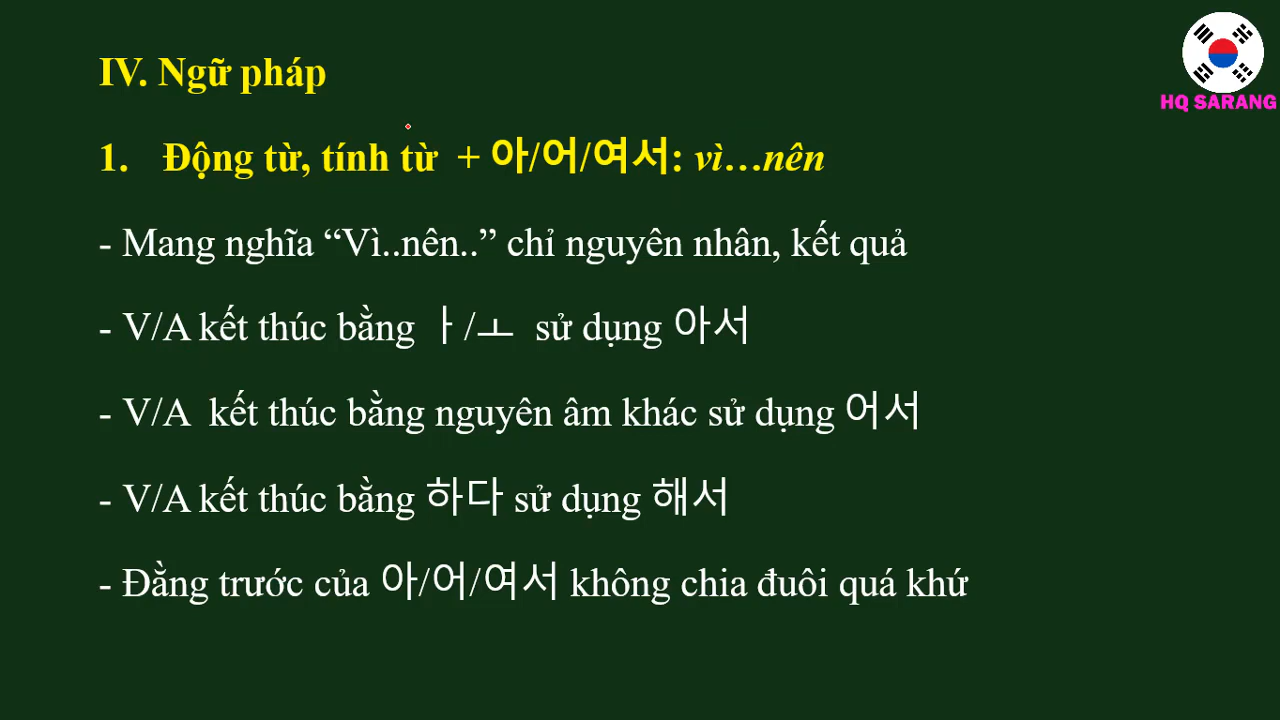 HQ SARANG
IV. Ngữ pháp
1. Động từ, tính từ + 아/어/여서: vì…nên
- Mang nghĩa “Vì..nên..” chỉ nguyên nhân, kết quả
- V/A kết thúc bằng ㅏ/ㅗ sử dụng 아서
- V/A kết thúc bằng nguyên âm khác sử dụng 어서
- V/A kết thúc bằng 하다 sử dụng 해서
- Đằng trước của 아/어/여서 không chia đuôi quá khứ